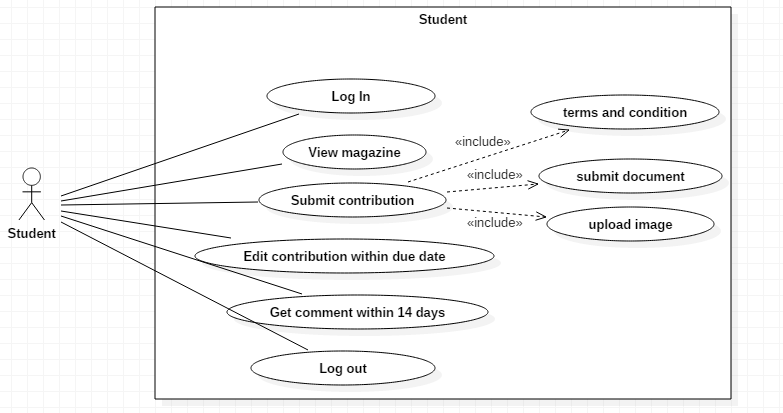 Student
Log In
terms and condition
«include»
View magazine
«include»
submit document
Submit contribution
«include»
upload image
Student
Edit contribution within due date
Get comment within 14 days
Log out